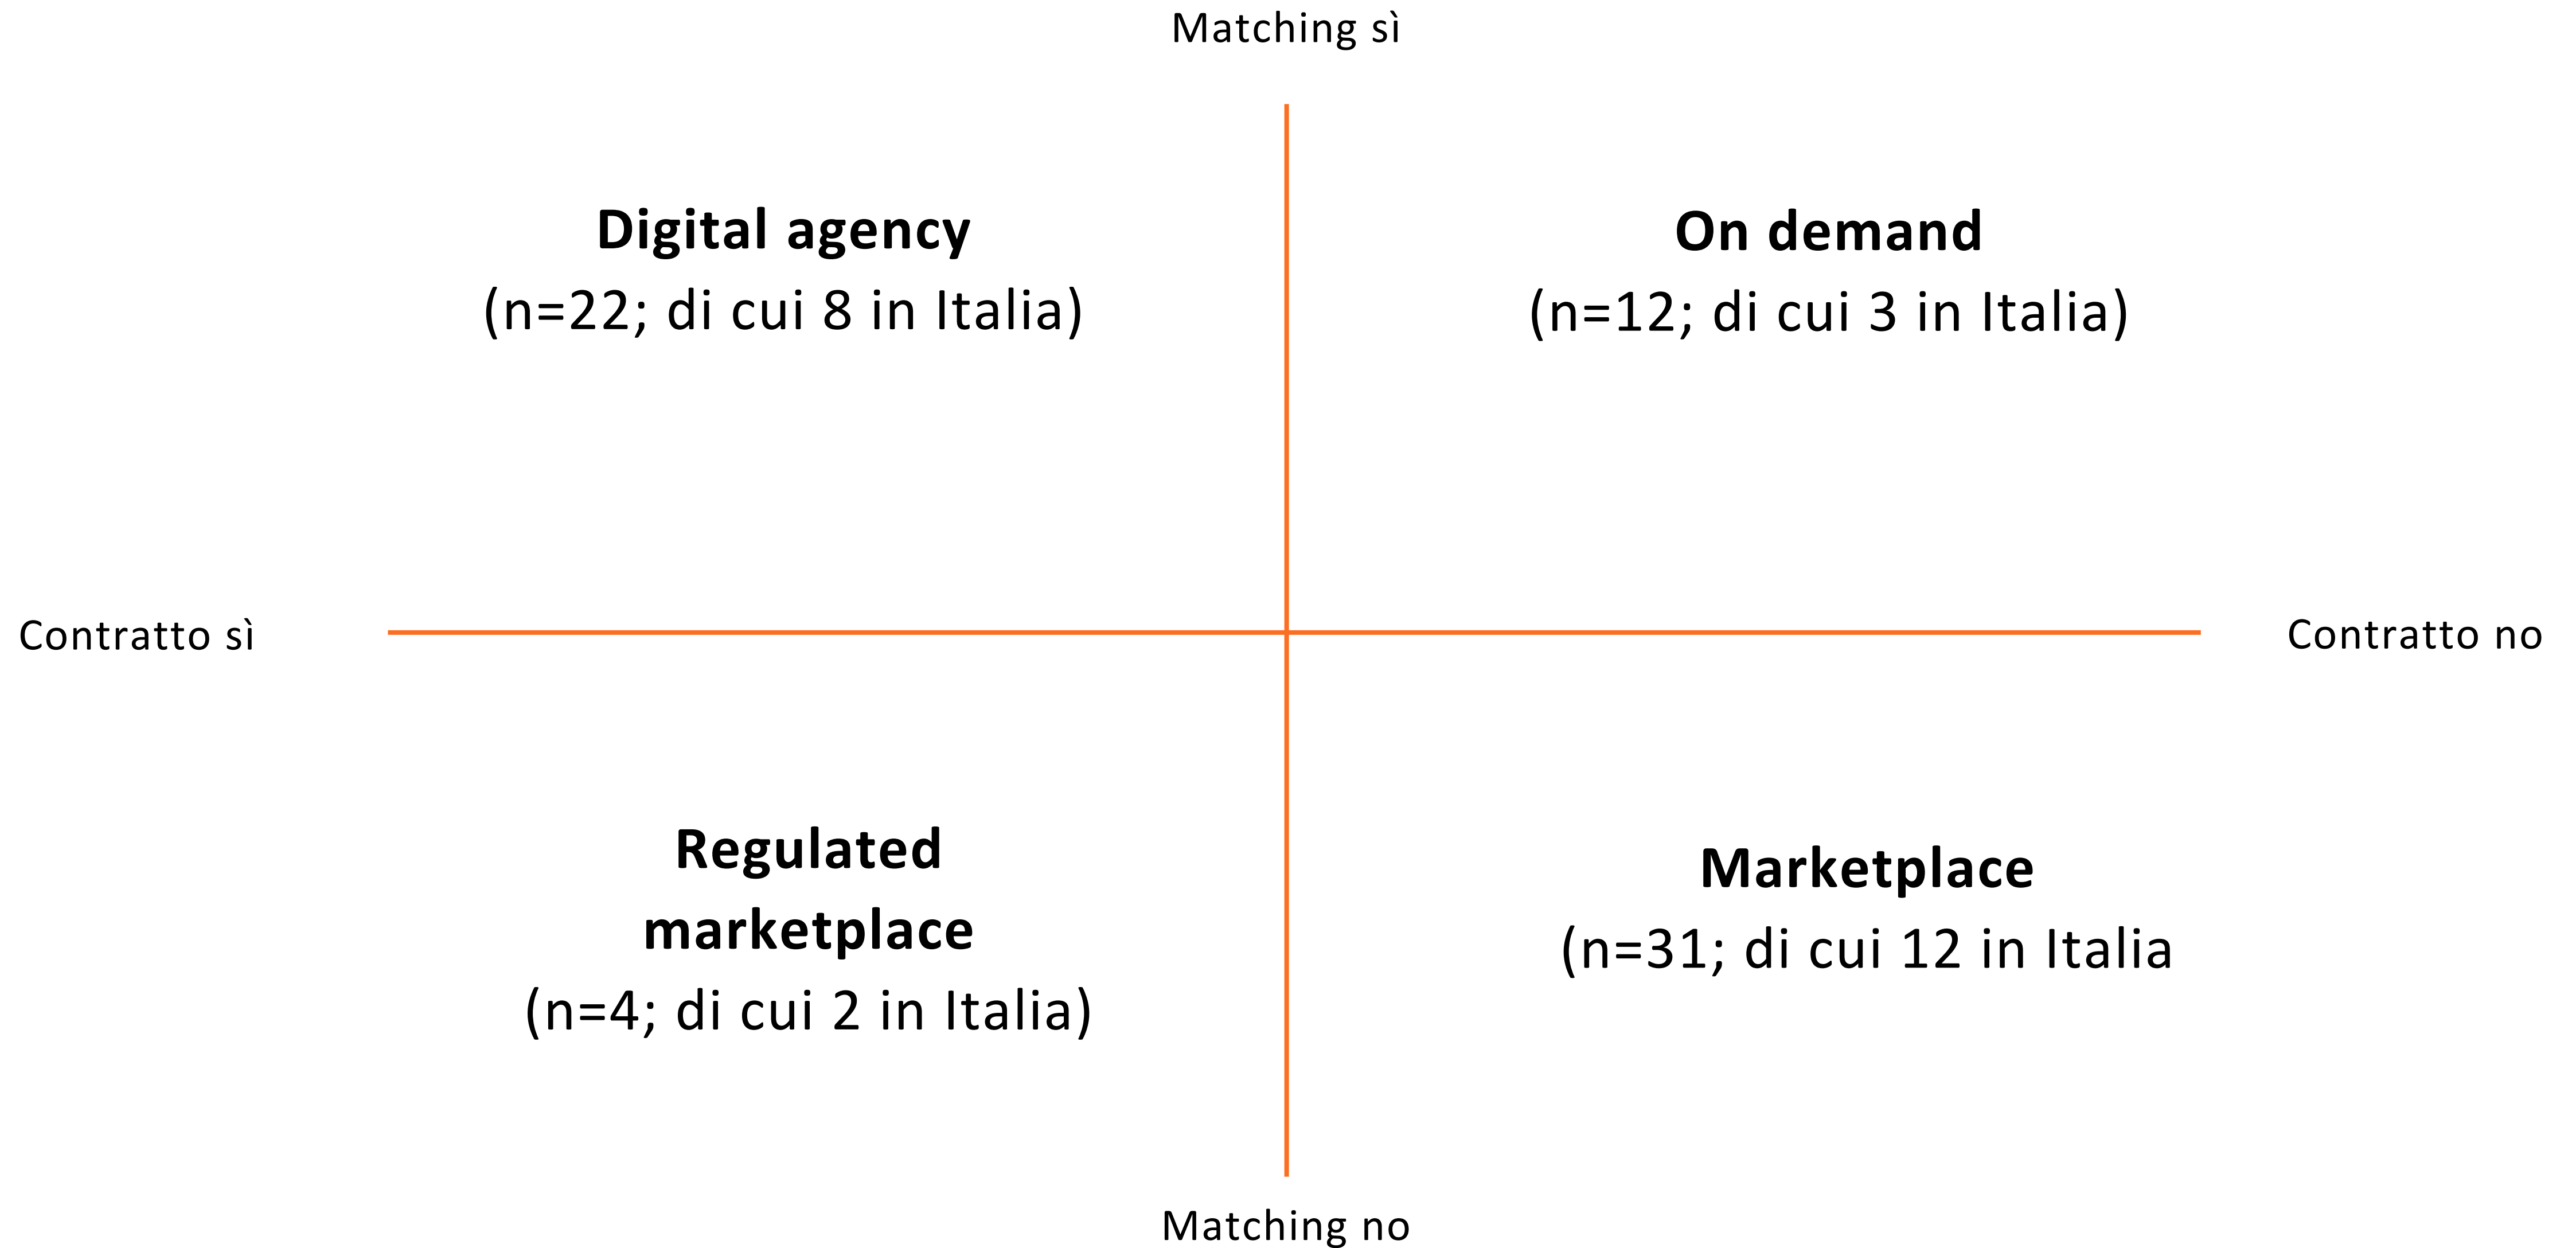 Matching sì
Digital agency
(n=22; di cui 8 in Italia)
On demand
(n=12; di cui 3 in Italia)
Contratto sì
Contratto no
Regulated
marketplace
(n=4; di cui 2 in Italia)
Marketplace
(n=31; di cui 12 in Italia
Matching no